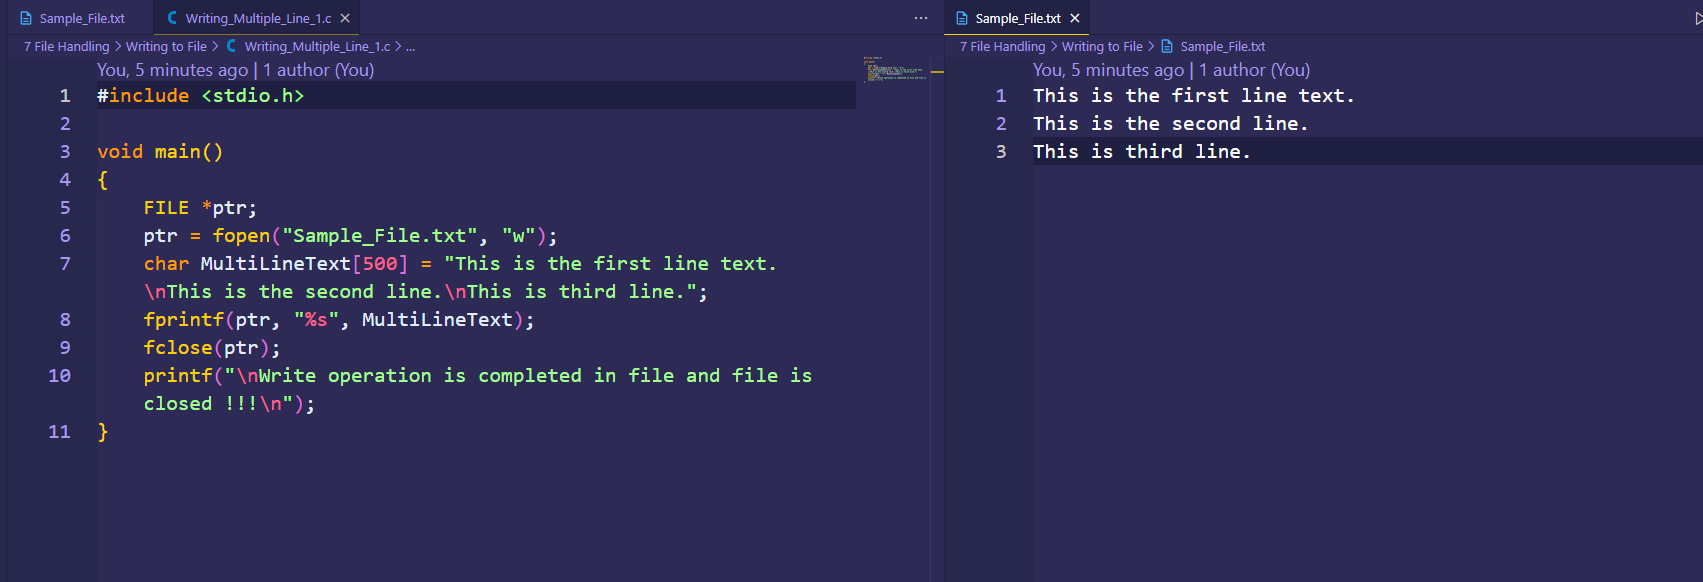 Sample_File.txt
Writing_Multiple_Line_1.c
7 File Handling > Writing to File > Writing_Multiple_Line_1.c > ...
You, 5 minutes ago | 1 author (You)
1 #include <stdio.h>
2
3 void main()
4 {
5 FILE *ptr;
6 ptr = fopen("Sample_File.txt", "w");
7 char MultiLineText[500] = "This is the first line text.
\nThis is the second line.\nThis is third line.";
8 fprintf(ptr, "%s", MultiLineText);
9 fclose(ptr);
10 printf("\nWrite operation is completed in file and file is
closed !!!\n");
11 }
Sample_File.txt
7 File Handling > Writing to File > Sample_File.txt
You, 5 minutes ago | 1 author (You)
1 This is the first line text.
2 This is the second line.
3 This is third line.